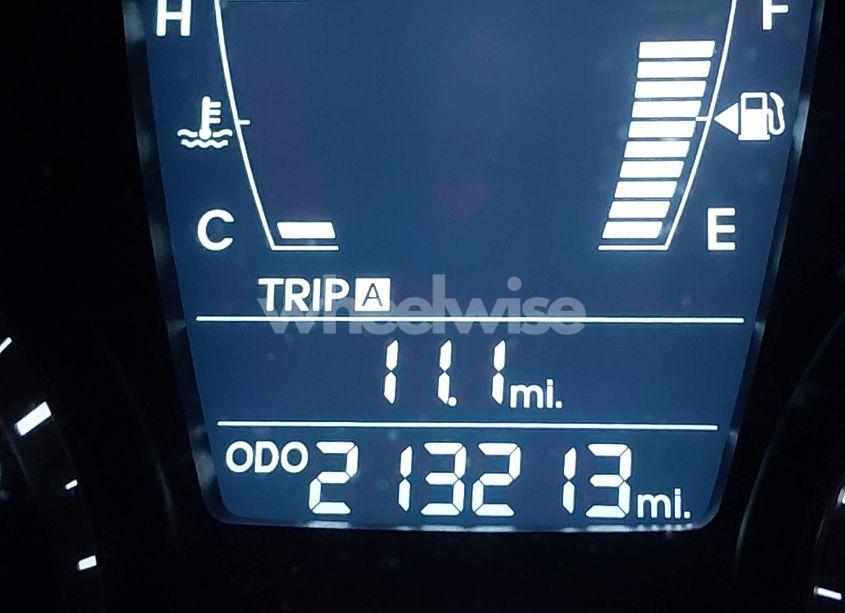 H F
C E
TRIP A
wheelwise
11.1 mi.
ODO 213213 mi.